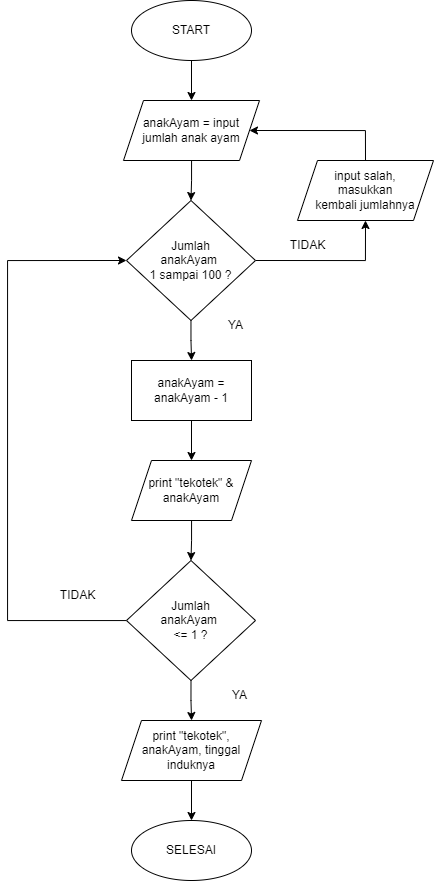 START
anakAyam = input
jumlah anak ayam
input salah,
masukkan
kembali jumlahnya
Jumlah
anakAyam
1 sampai 100 ?
TIDAK
YA
anakAyam =
anakAyam - 1
print "tekotek" &
anakAyam
Jumlah
anakAyam
<= 1 ?
TIDAK
YA
print "tekotek",
anakAyam, tinggal
induknya
SELESAI